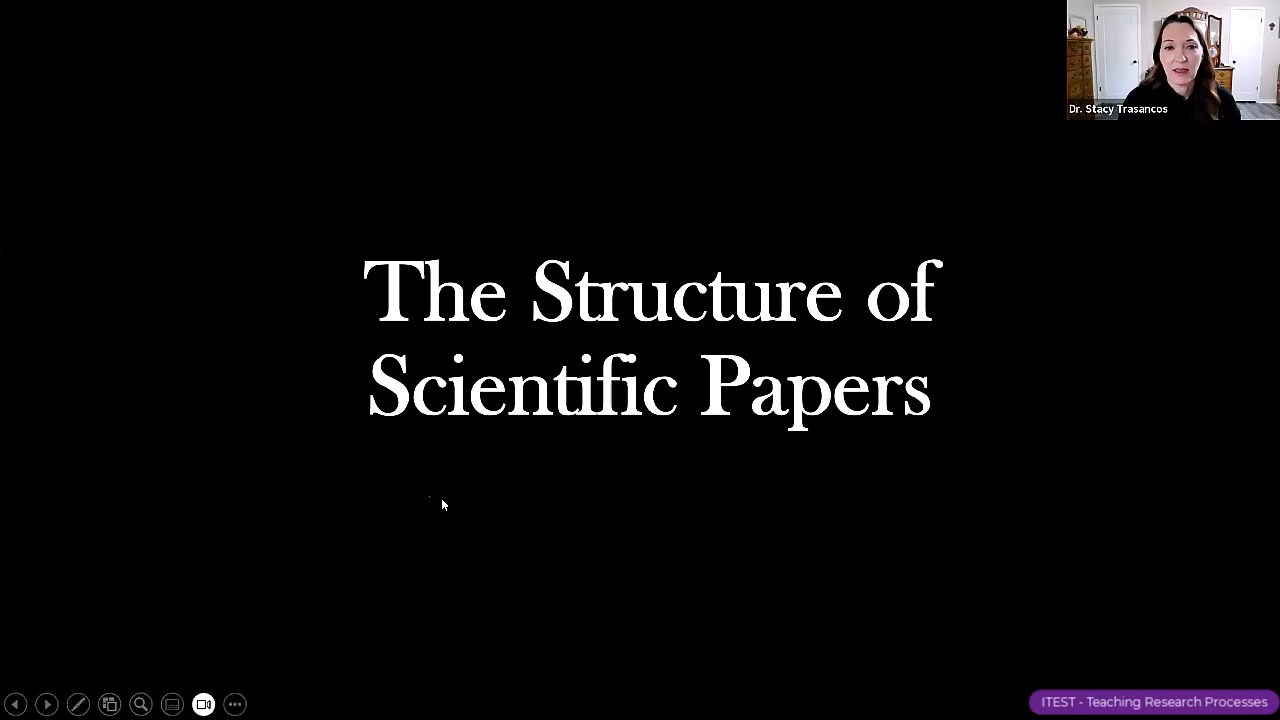 Dr. Stacy Trasancos
The Structure of
Scientific Papers
ITEST - Teaching Research Processes